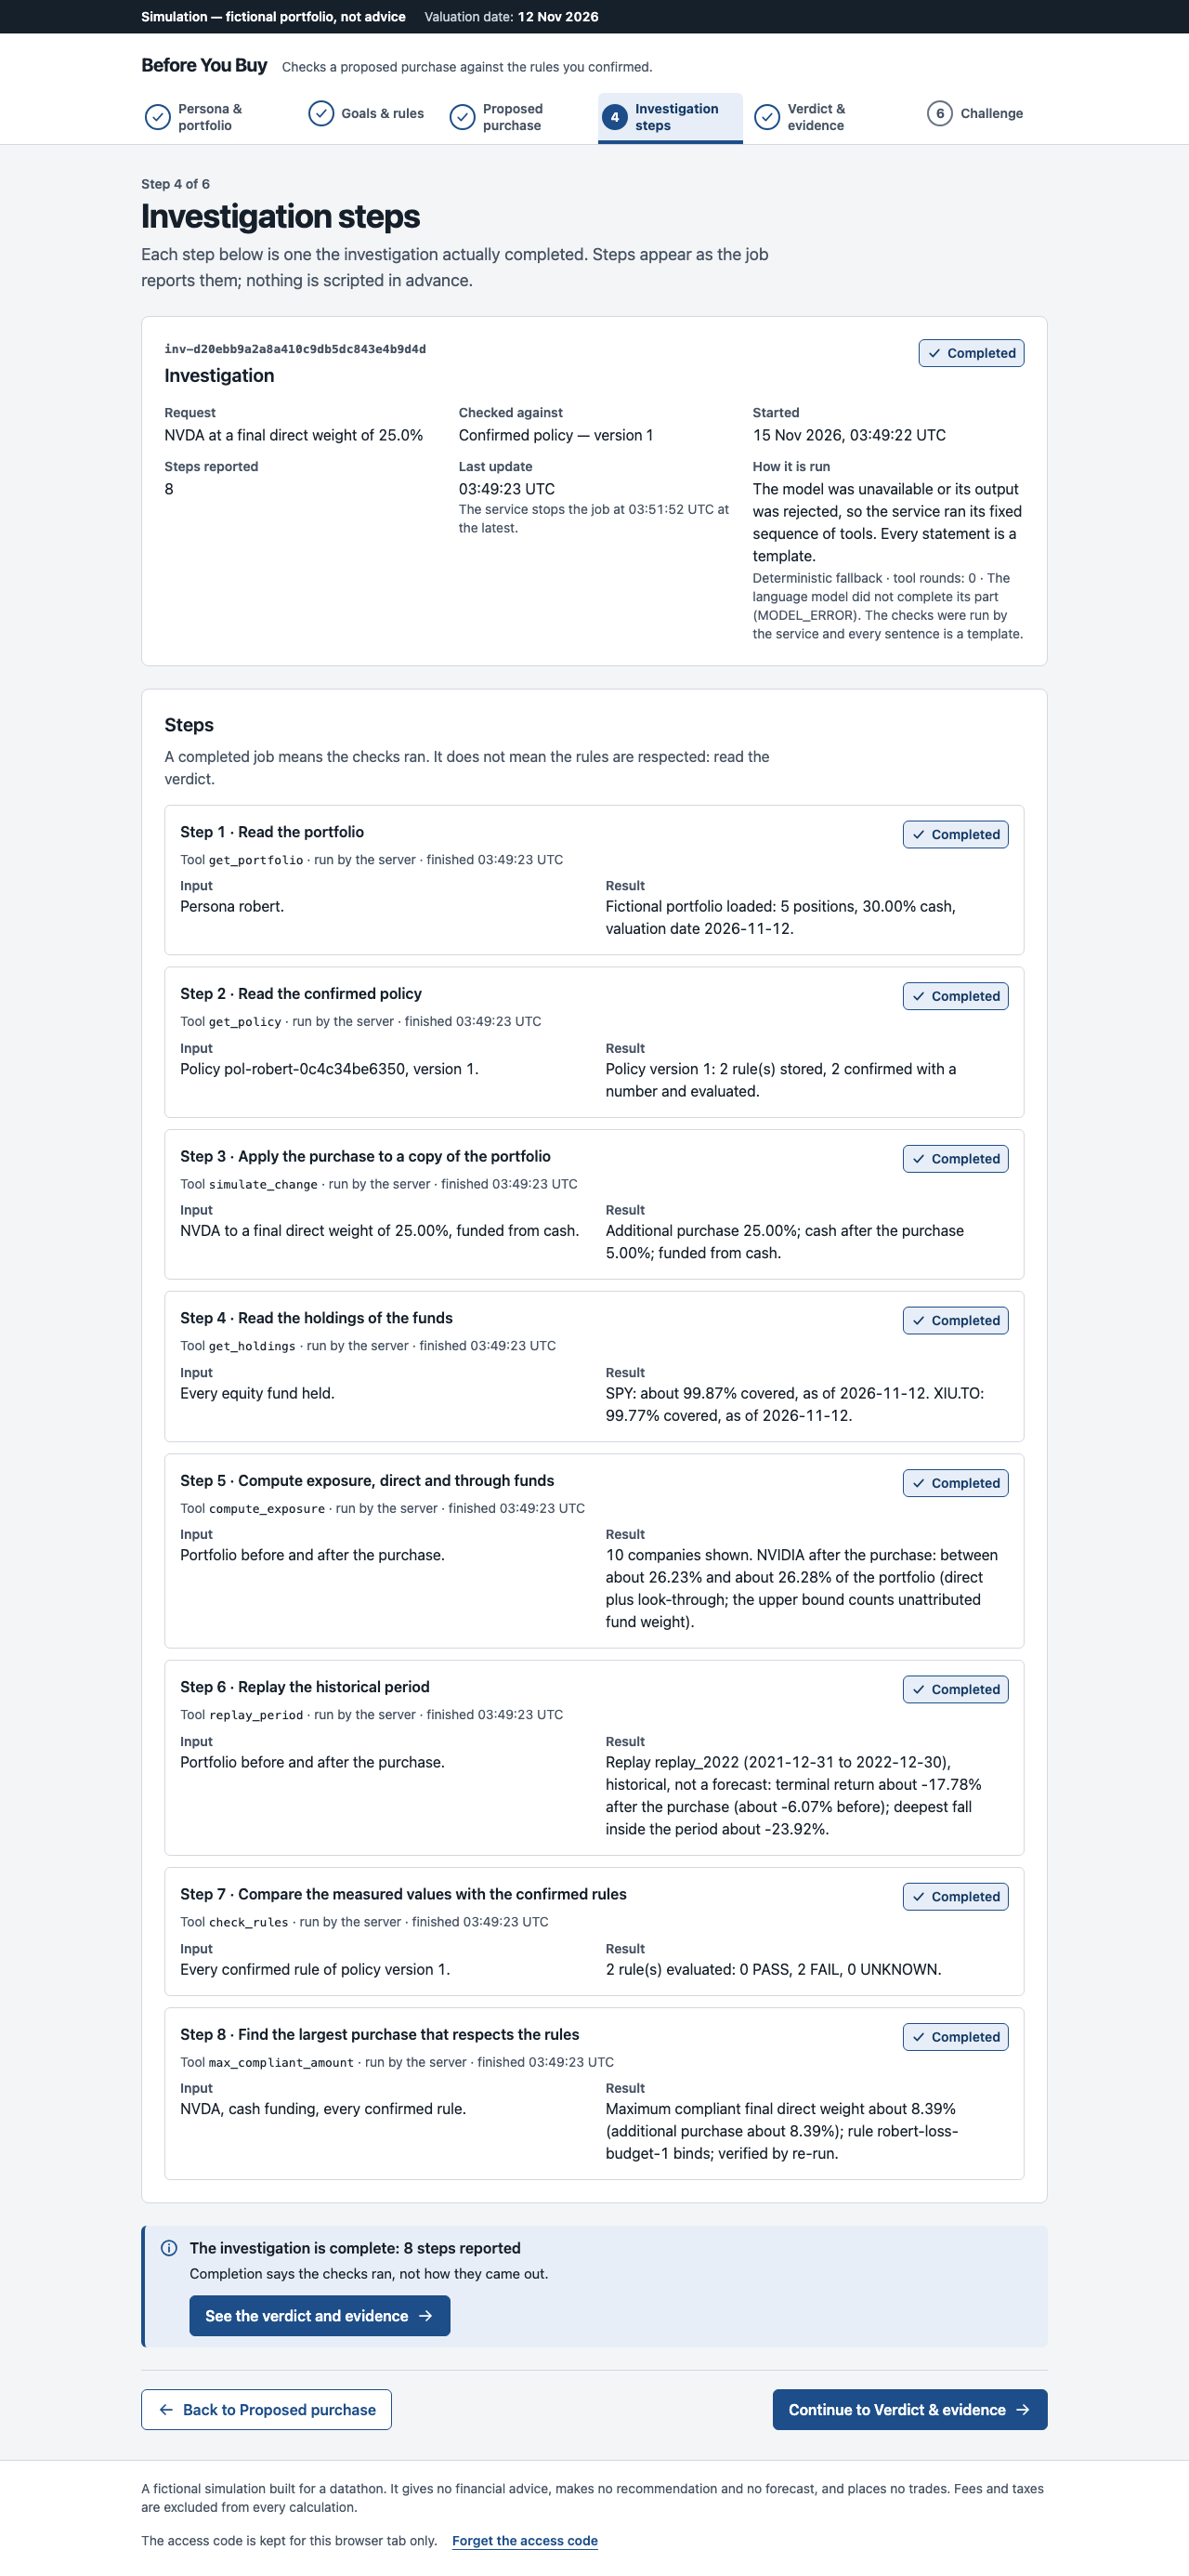 Simulation — fictional portfolio, not advice Valuation date: 12 Nov 2026
Before You Buy Checks a proposed purchase against the rules you confirmed.
Persona & portfolio
Goals & rules
Proposed purchase
4 Investigation steps
Verdict & evidence
6 Challenge
Step 4 of 6
Investigation steps
Each step below is one the investigation actually completed. Steps appear as the job
reports them; nothing is scripted in advance.
inv-d20ebb9a2a8a410c9db5dc843e4b9d4d
Completed
Investigation
Request
NVDA at a final direct weight of 25.0%
Checked against
Confirmed policy — version 1
Started
15 Nov 2026, 03:49:22 UTC
Steps reported
8
Last update
03:49:23 UTC
The service stops the job at 03:51:52 UTC at
the latest.
How it is run
The model was unavailable or its output
was rejected, so the service ran its fixed
sequence of tools. Every statement is a
template.
Deterministic fallback · tool rounds: 0 · The
language model did not complete its part
(MODEL_ERROR). The checks were run by
the service and every sentence is a template.
Steps
A completed job means the checks ran. It does not mean the rules are respected: read the
verdict.
Step 1 · Read the portfolio
Completed
Tool get_portfolio · run by the server · finished 03:49:23 UTC
Input
Persona robert.
Result
Fictional portfolio loaded: 5 positions, 30.00% cash,
valuation date 2026-11-12.
Step 2 · Read the confirmed policy
Completed
Tool get_policy · run by the server · finished 03:49:23 UTC
Input
Policy pol-robert-0c4c34be6350, version 1.
Result
Policy version 1: 2 rule(s) stored, 2 confirmed with a
number and evaluated.
Step 3 · Apply the purchase to a copy of the portfolio
Completed
Tool simulate_change · run by the server · finished 03:49:23 UTC
Input
NVDA to a final direct weight of 25.00%, funded from cash.
Result
Additional purchase 25.00%; cash after the purchase
5.00%; funded from cash.
Step 4 · Read the holdings of the funds
Completed
Tool get_holdings · run by the server · finished 03:49:23 UTC
Input
Every equity fund held.
Result
SPY: about 99.87% covered, as of 2026-11-12. XIU.TO:
99.77% covered, as of 2026-11-12.
Step 5 · Compute exposure, direct and through funds
Completed
Tool compute_exposure · run by the server · finished 03:49:23 UTC
Input
Portfolio before and after the purchase.
Result
10 companies shown. NVIDIA after the purchase: between
about 26.23% and about 26.28% of the portfolio (direct
plus look-through; the upper bound counts unattributed
fund weight).
Step 6 · Replay the historical period
Completed
Tool replay_period · run by the server · finished 03:49:23 UTC
Input
Portfolio before and after the purchase.
Result
Replay replay_2022 (2021-12-31 to 2022-12-30),
historical, not a forecast: terminal return about -17.78%
after the purchase (about -6.07% before); deepest fall
inside the period about -23.92%.
Step 7 · Compare the measured values with the confirmed rules
Completed
Tool check_rules · run by the server · finished 03:49:23 UTC
Input
Every confirmed rule of policy version 1.
Result
2 rule(s) evaluated: 0 PASS, 2 FAIL, 0 UNKNOWN.
Step 8 · Find the largest purchase that respects the rules
Completed
Tool max_compliant_amount · run by the server · finished 03:49:23 UTC
Input
NVDA, cash funding, every confirmed rule.
Result
Maximum compliant final direct weight about 8.39%
(additional purchase about 8.39%); rule robert-loss-
budget-1 binds; verified by re-run.
The investigation is complete: 8 steps reported
Completion says the checks ran, not how they came out.
See the verdict and evidence →
← Back to Proposed purchase
Continue to Verdict & evidence →
A fictional simulation built for a datathon. It gives no financial advice, makes no recommendation and no forecast, and places no trades. Fees and taxes
are excluded from every calculation.
The access code is kept for this browser tab only. Forget the access code